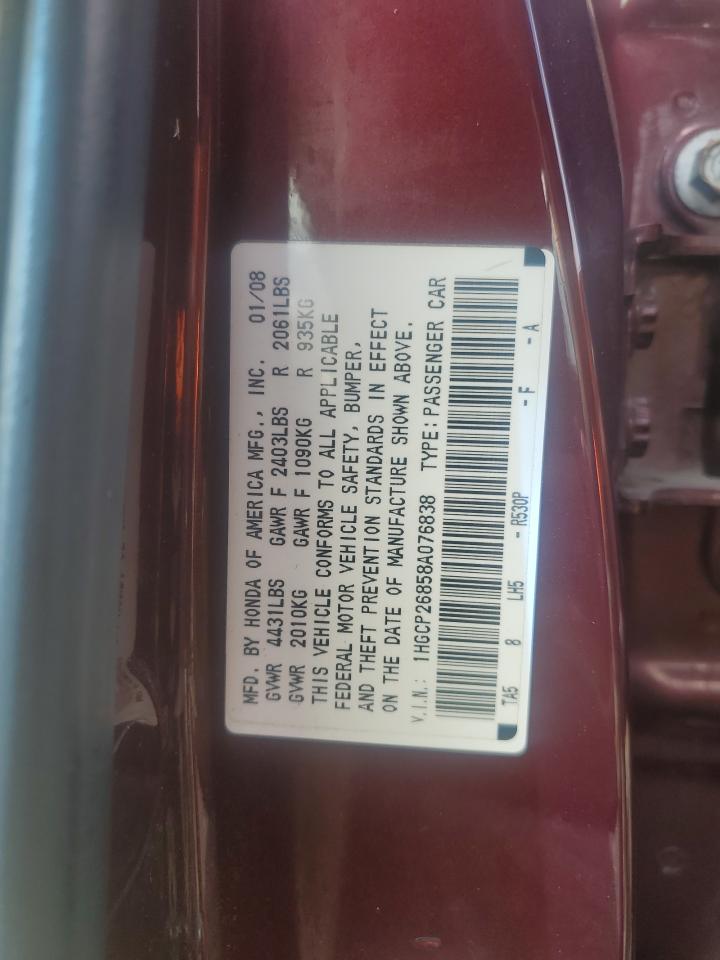 MFD. BY HONDA OF AMERICA MFG., INC. 01/08
GVWR 4431LBS GAWR F 2403LBS R 2061LBS
GVWR 2010KG GAWR F 1090KG R 935KG
THIS VEHICLE CONFORMS TO ALL APPLICABLE
FEDERAL MOTOR VEHICLE SAFETY, BUMPER,
AND THEFT PREVENTION STANDARDS IN EFFECT
ON THE DATE OF MANUFACTURE SHOWN ABOVE.
V.I.N.: 1HGCP26858A076838 TYPE:PASSENGER CAR
TA5 8 LH5 - R530P - F - A